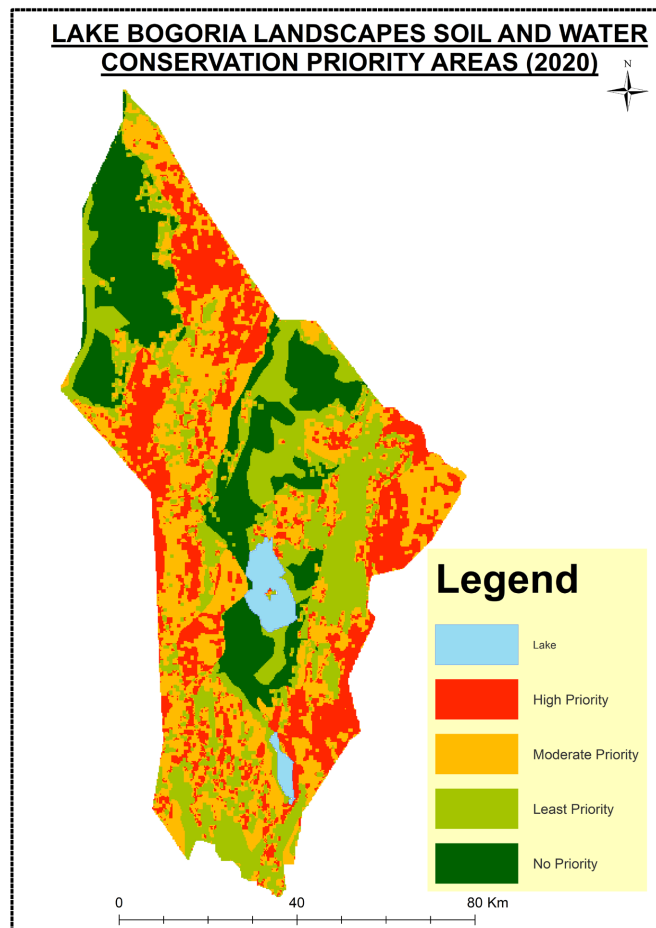 LAKE BOGORIA LANDSCAPES SOIL AND WATER
CONSERVATION PRIORITY AREAS (2020)
N
Legend
Lake
High Priority
Moderate Priority
Least Priority
No Priority
0 40 80 Km